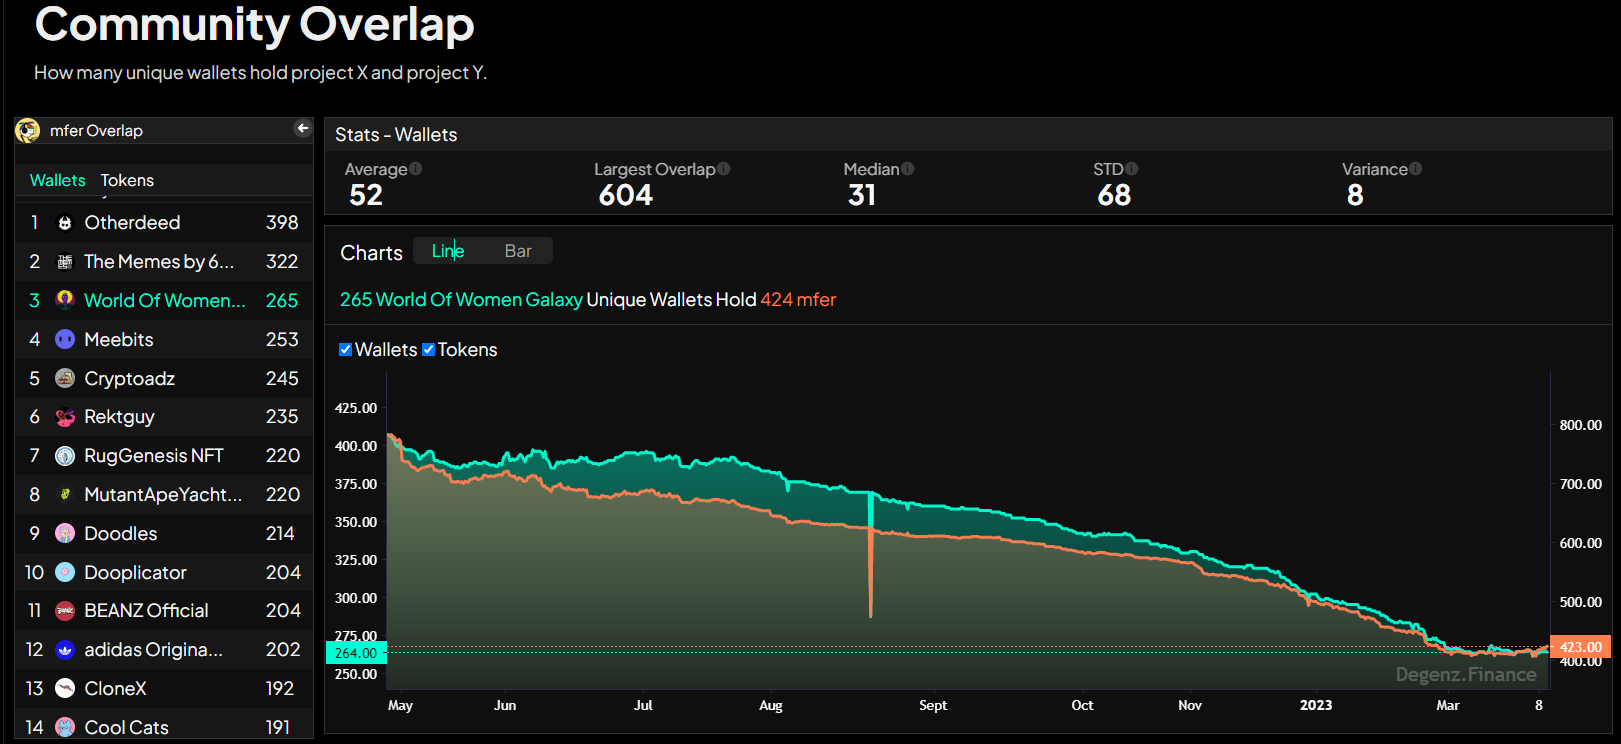 Community Overlap
How many unique wallets hold project X and project Y.
mfer Overlap
Wallets Tokens
1 Otherdeed 398
2 The Memes by 6... 322
3 World Of Women... 265
4 Meebits 253
5 Cryptoadz 245
6 Rektguy 235
7 RugGenesis NFT 220
8 MutantApeYacht... 220
9 Doodles 214
10 Dooplicator 204
11 BEANZ Official 204
12 adidas Origina... 202
13 CloneX 192
14 Cool Cats 191
Stats - Wallets
Average Largest Overlap Median STD Variance
52 604 31 68 8
Charts Line Bar
265 World Of Women Galaxy Unique Wallets Hold 424 mfer
Wallets Tokens
425.00
400.00
375.00
350.00
325.00
300.00
275.00
264.00
250.00
800.00
700.00
600.00
500.00
423.00
400.00
Degenz.Finance
May Jun Jul Aug Sept Oct Nov 2023 Mar 8